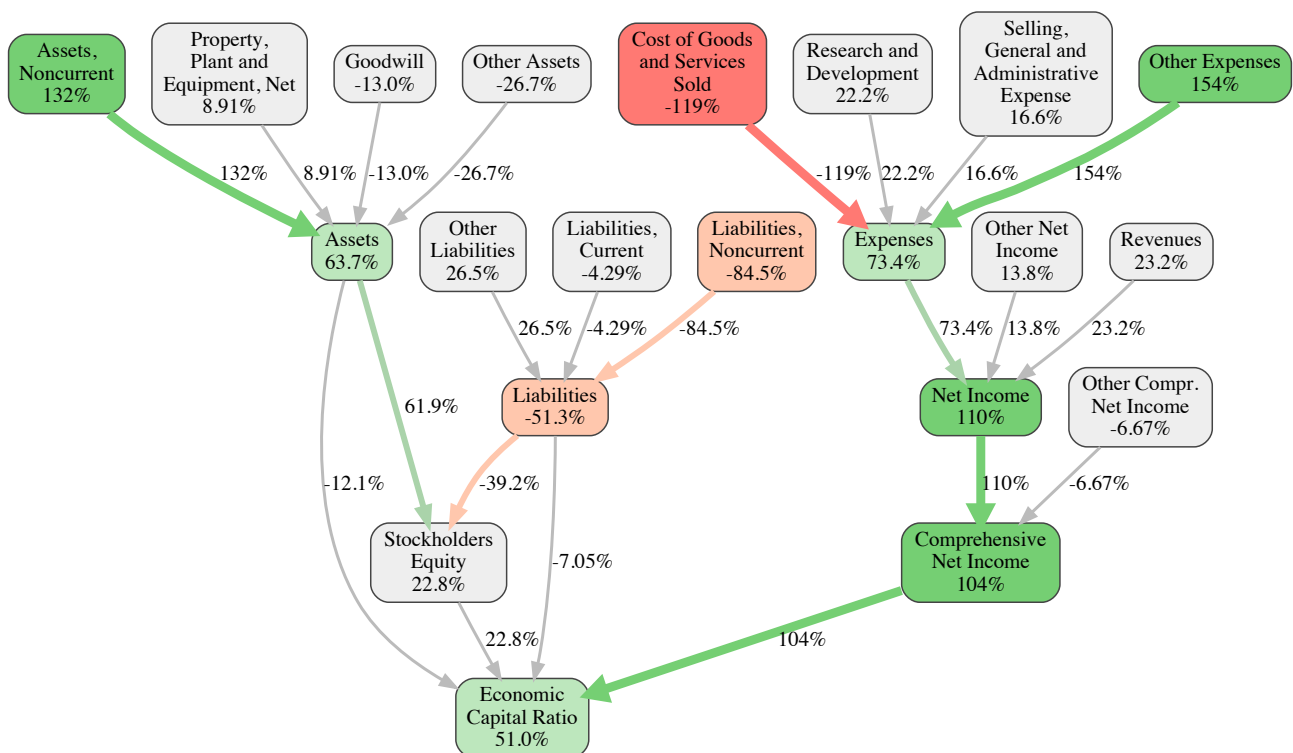 Assets,
Noncurrent
132%
Property,
Plant and
Equipment, Net
8.91%
Goodwill
-13.0%
Other Assets
-26.7%
Cost of Goods
and Services
Sold
-119%
Research and
Development
22.2%
Selling,
General and
Administrative
Expense
16.6%
Other Expenses
154%
132%
8.91%
-13.0%
-26.7%
-119%
22.2%
16.6%
154%
Assets
63.7%
Other
Liabilities
26.5%
Liabilities,
Current
-4.29%
Liabilities,
Noncurrent
-84.5%
Expenses
73.4%
Other Net
Income
13.8%
Revenues
23.2%
26.5%
-4.29%
-84.5%
73.4%
13.8%
23.2%
Liabilities
-51.3%
Net Income
110%
Other Compr.
Net Income
-6.67%
61.9%
-12.1%
-39.2%
110%
-6.67%
Stockholders
Equity
22.8%
-7.05%
Comprehensive
Net Income
104%
22.8%
104%
Economic
Capital Ratio
51.0%